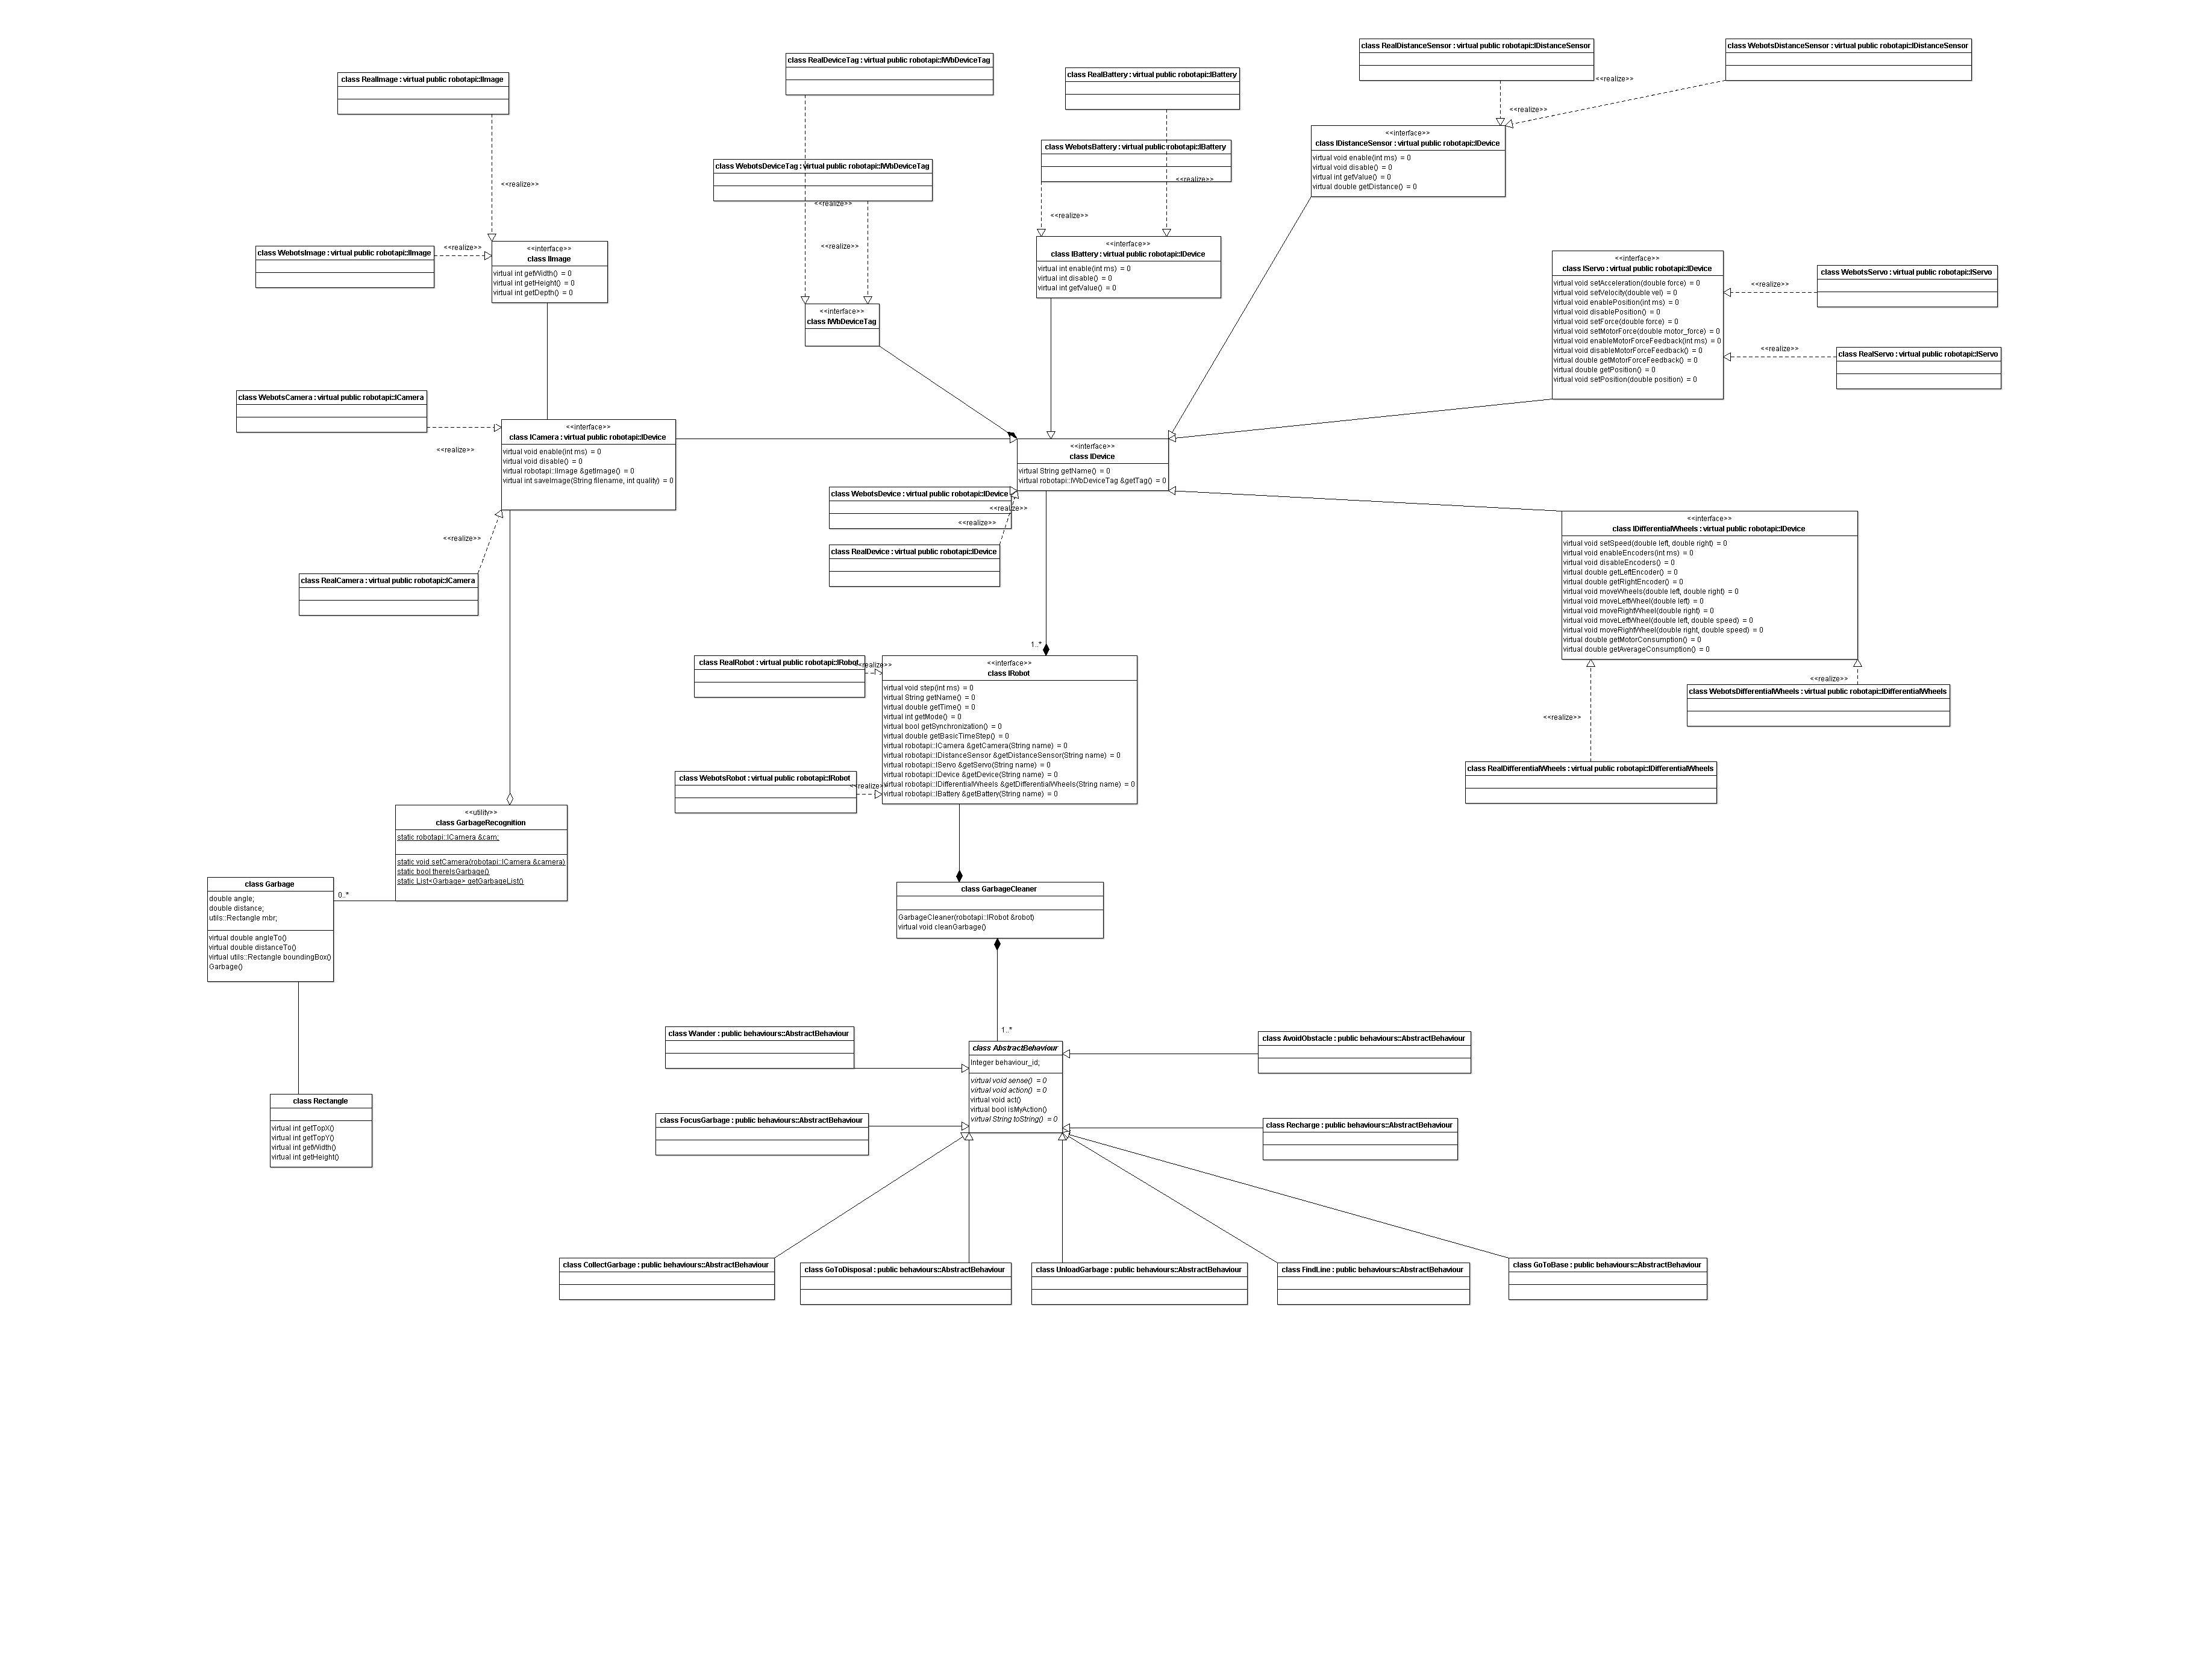 class RealImage : virtual public robotapi::IImage
class RealDeviceTag : virtual public robotapi::IWbDeviceTag
class RealBattery : virtual public robotapi::IBattery
class RealDistanceSensor : virtual public robotapi::IDistanceSensor
class WebotsDistanceSensor : virtual public robotapi::IDistanceSensor
<<realize>>
<<realize>>
<<interface>>
class IDistanceSensor : virtual public robotapi::IDevice
virtual void enable(int ms) = 0
virtual void disable() = 0
virtual int getValue() = 0
virtual double getDistance() = 0
class WebotsBattery : virtual public robotapi::IBattery
<<realize>>
<<realize>>
class WebotsDeviceTag : virtual public robotapi::IWbDeviceTag
<<realize>>
<<realize>>
<<realize>>
class WebotsImage : virtual public robotapi::IImage
<<realize>>
<<interface>>
class IImage
virtual int getWidth() = 0
virtual int getHeight() = 0
virtual int getDepth() = 0
<<interface>>
class IWbDeviceTag
<<interface>>
class IBattery : virtual public robotapi::IDevice
virtual int enable(int ms) = 0
virtual int disable() = 0
virtual int getValue() = 0
<<interface>>
class IServo : virtual public robotapi::IDevice
virtual void setAcceleration(double force) = 0
virtual void setVelocity(double vel) = 0
virtual void enablePosition(int ms) = 0
virtual void disablePosition() = 0
virtual void setForce(double force) = 0
virtual void setMotorForce(double motor_force) = 0
virtual void enableMotorForceFeedback(int ms) = 0
virtual void disableMotorForceFeedback() = 0
virtual double getMotorForceFeedback() = 0
virtual double getPosition() = 0
virtual void setPosition(double position) = 0
class WebotsServo : virtual public robotapi::IServo
<<realize>>
<<realize>>
class RealServo : virtual public robotapi::IServo
class WebotsCamera : virtual public robotapi::ICamera
<<realize>>
<<interface>>
class ICamera : virtual public robotapi::IDevice
virtual void enable(int ms) = 0
virtual void disable() = 0
virtual robotapi::IImage &getImage() = 0
virtual int saveImage(String filename, int quality) = 0
<<realize>>
class RealCamera : virtual public robotapi::ICamera
<<interface>>
class IDevice
virtual String getName() = 0
virtual robotapi::IWbDeviceTag &getTag() = 0
class WebotsDevice : virtual public robotapi::IDevice
<<realize>>
<<realize>>
class RealDevice : virtual public robotapi::IDevice
<<interface>>
class IDifferentialWheels : virtual public robotapi::IDevice
virtual void setSpeed(double left, double right) = 0
virtual void enableEncoders(int ms) = 0
virtual void disableEncoders() = 0
virtual double getLeftEncoder() = 0
virtual double getRightEncoder() = 0
virtual void moveWheels(double left, double right) = 0
virtual void moveLeftWheel(double left) = 0
virtual void moveRightWheel(double right) = 0
virtual void moveLeftWheel(double left, double speed) = 0
virtual void moveRightWheel(double right, double speed) = 0
virtual double getMotorConsumption() = 0
virtual double getAverageConsumption() = 0
<<realize>>
class WebotsDifferentialWheels : virtual public robotapi::IDifferentialWheels
<<realize>>
class RealDifferentialWheels : virtual public robotapi::IDifferentialWheels
1..*
class RealRobot : virtual public robotapi::IRobot
<<realize>>
<<interface>>
class IRobot
virtual void step(int ms) = 0
virtual String getName() = 0
virtual double getTime() = 0
virtual int getMode() = 0
virtual bool getSynchronization() = 0
virtual double getBasicTimeStep() = 0
virtual robotapi::ICamera &getCamera(String name) = 0
virtual robotapi::IDistanceSensor &getDistanceSensor(String name) = 0
virtual robotapi::IServo &getServo(String name) = 0
virtual robotapi::IDevice &getDevice(String name) = 0
virtual robotapi::IDifferentialWheels &getDifferentialWheels(String name) = 0
virtual robotapi::IBattery &getBattery(String name) = 0
class WebotsRobot : virtual public robotapi::IRobot
<<realize>>
<<utility>>
class GarbageRecognition
static robotapi::ICamera &cam;
static void setCamera(robotapi::ICamera &camera)
static bool thereIsGarbage()
static List<Garbage> getGarbageList()
0..*
class Garbage
double angle;
double distance;
utils::Rectangle mbr;
virtual double angleTo()
virtual double distanceTo()
virtual utils::Rectangle boundingBox()
Garbage()
class GarbageCleaner
GarbageCleaner(robotapi::IRobot &robot)
virtual void cleanGarbage()
1..*
class Rectangle
virtual int getTopX()
virtual int getTopY()
virtual int getWidth()
virtual int getHeight()
class Wander : public behaviours::AbstractBehaviour
class AbstractBehaviour
Integer behaviour_id;
virtual void sense() = 0
virtual void action() = 0
virtual void act()
virtual bool isMyAction()
virtual String toString() = 0
class AvoidObstacle : public behaviours::AbstractBehaviour
class FocusGarbage : public behaviours::AbstractBehaviour
class Recharge : public behaviours::AbstractBehaviour
class CollectGarbage : public behaviours::AbstractBehaviour
class GoToDisposal : public behaviours::AbstractBehaviour
class UnloadGarbage : public behaviours::AbstractBehaviour
class FindLine : public behaviours::AbstractBehaviour
class GoToBase : public behaviours::AbstractBehaviour